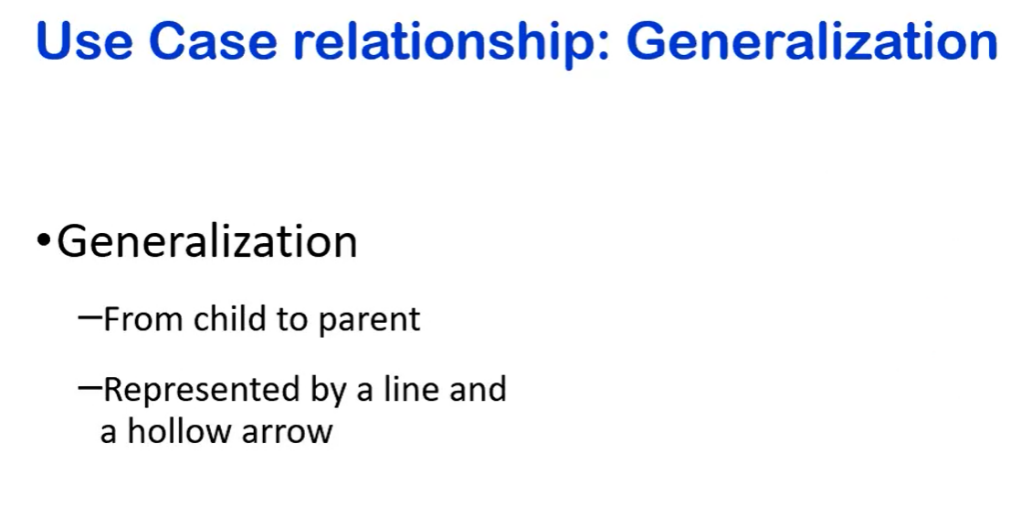 Use Case relationship: Generalization
•Generalization
–From child to parent
–Represented by a line and
a hollow arrow